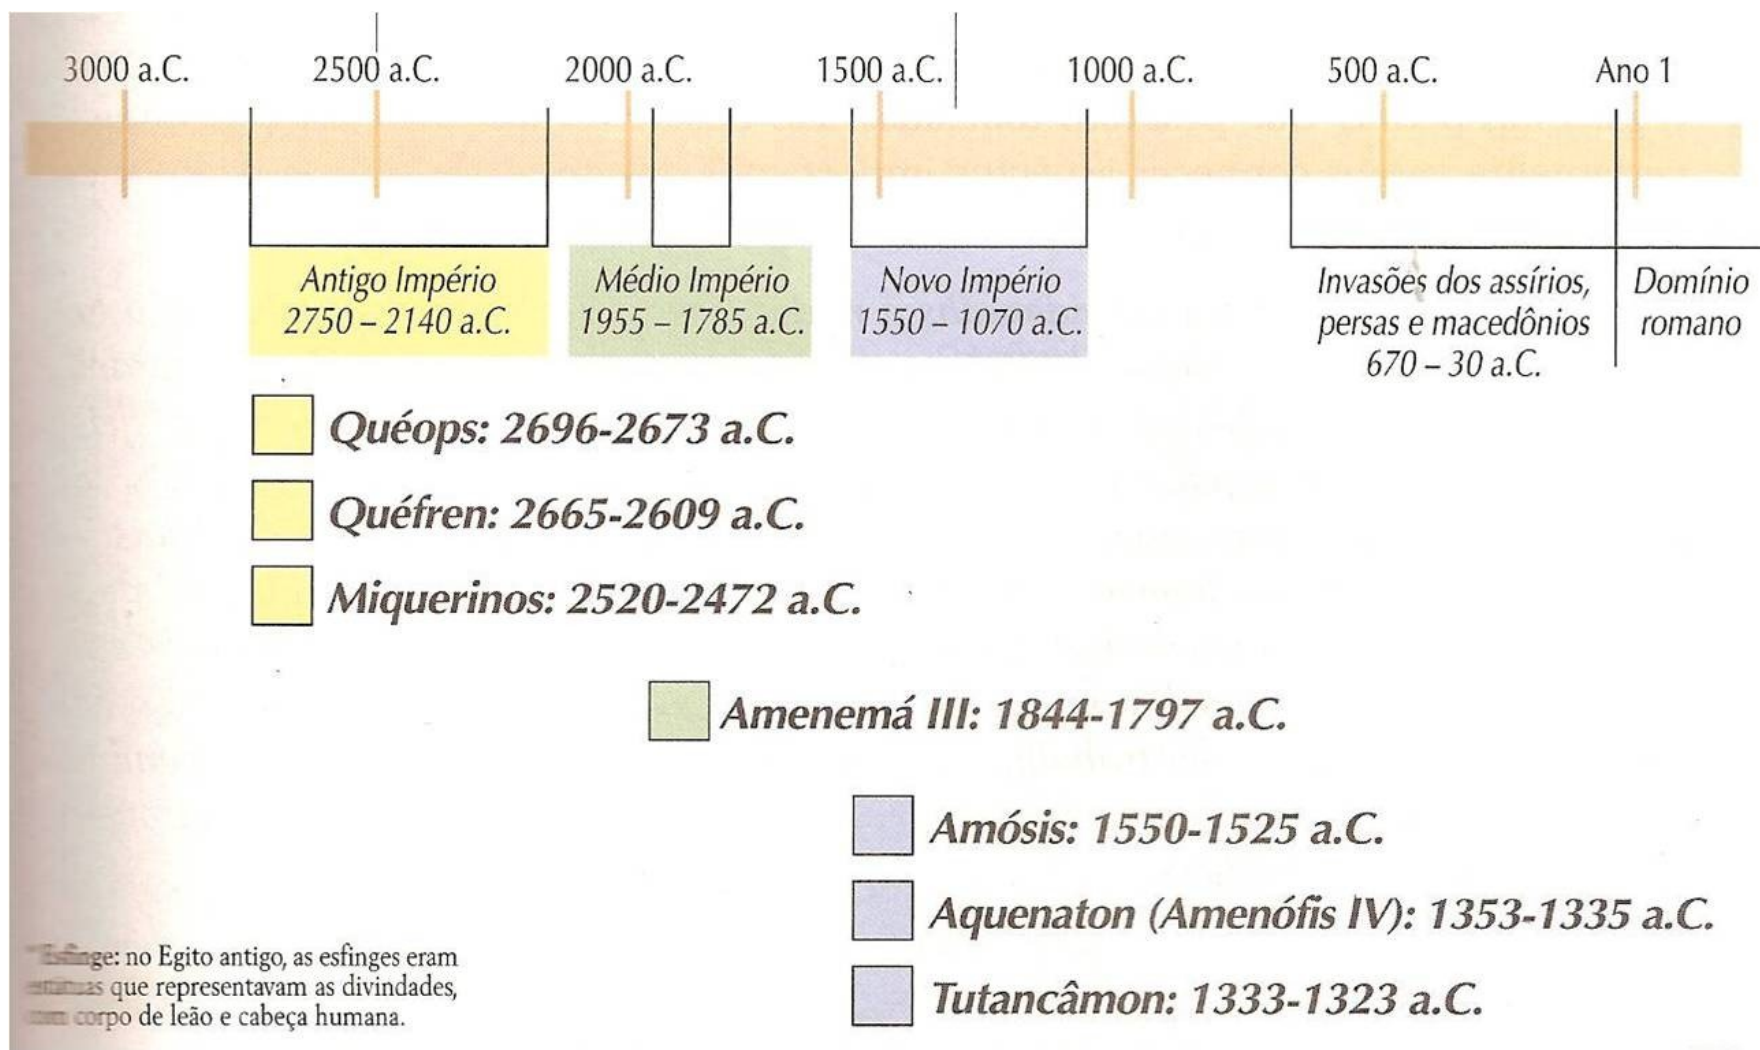 3000 a.C. 2500 a.C. 2000 a.C. 1500 a.C. 1000 a.C. 500 a.C. Ano 1
Antigo Império
2750 – 2140 a.C.
Médio Império
1955 – 1785 a.C.
Novo Império
1550 – 1070 a.C.
Invasões dos assírios,
persas e macedônios
670 – 30 a.C.
Domínio
romano
Quéops: 2696-2673 a.C.
Quéfren: 2665-2609 a.C.
Miquerinos: 2520-2472 a.C.
Amenemá III: 1844-1797 a.C.
Amósis: 1550-1525 a.C.
Aquenaton (Amenófis IV): 1353-1335 a.C.
Tutancâmon: 1333-1323 a.C.
Esfinge: no Egito antigo, as esfinges eram
que representavam as divindades,
corpo de leão e cabeça humana.